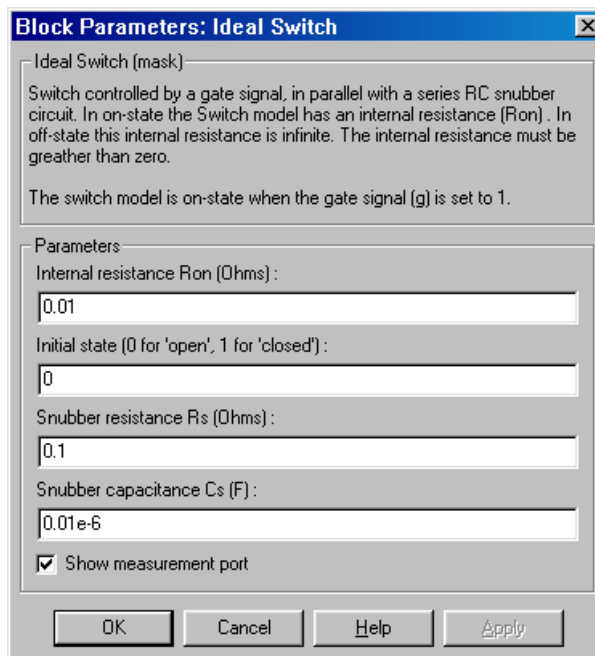 Block Parameters: Ideal Switch
Ideal Switch (mask)
Switch controlled by a gate signal, in parallel with a series RC snubber
circuit. In on-state the Switch model has an internal resistance (Ron) . In
off-state this internal resistance is infinite. The internal resistance must be
greather than zero.
The switch model is on-state when the gate signal (g) is set to 1.
Parameters
Internal resistance Ron (Ohms) :
0.01
Initial state (0 for 'open', 1 for 'closed') :
0
Snubber resistance Rs (Ohms) :
0.1
Snubber capacitance Cs (F) :
0.01e-6
Show measurement port
OK Cancel Help Apply